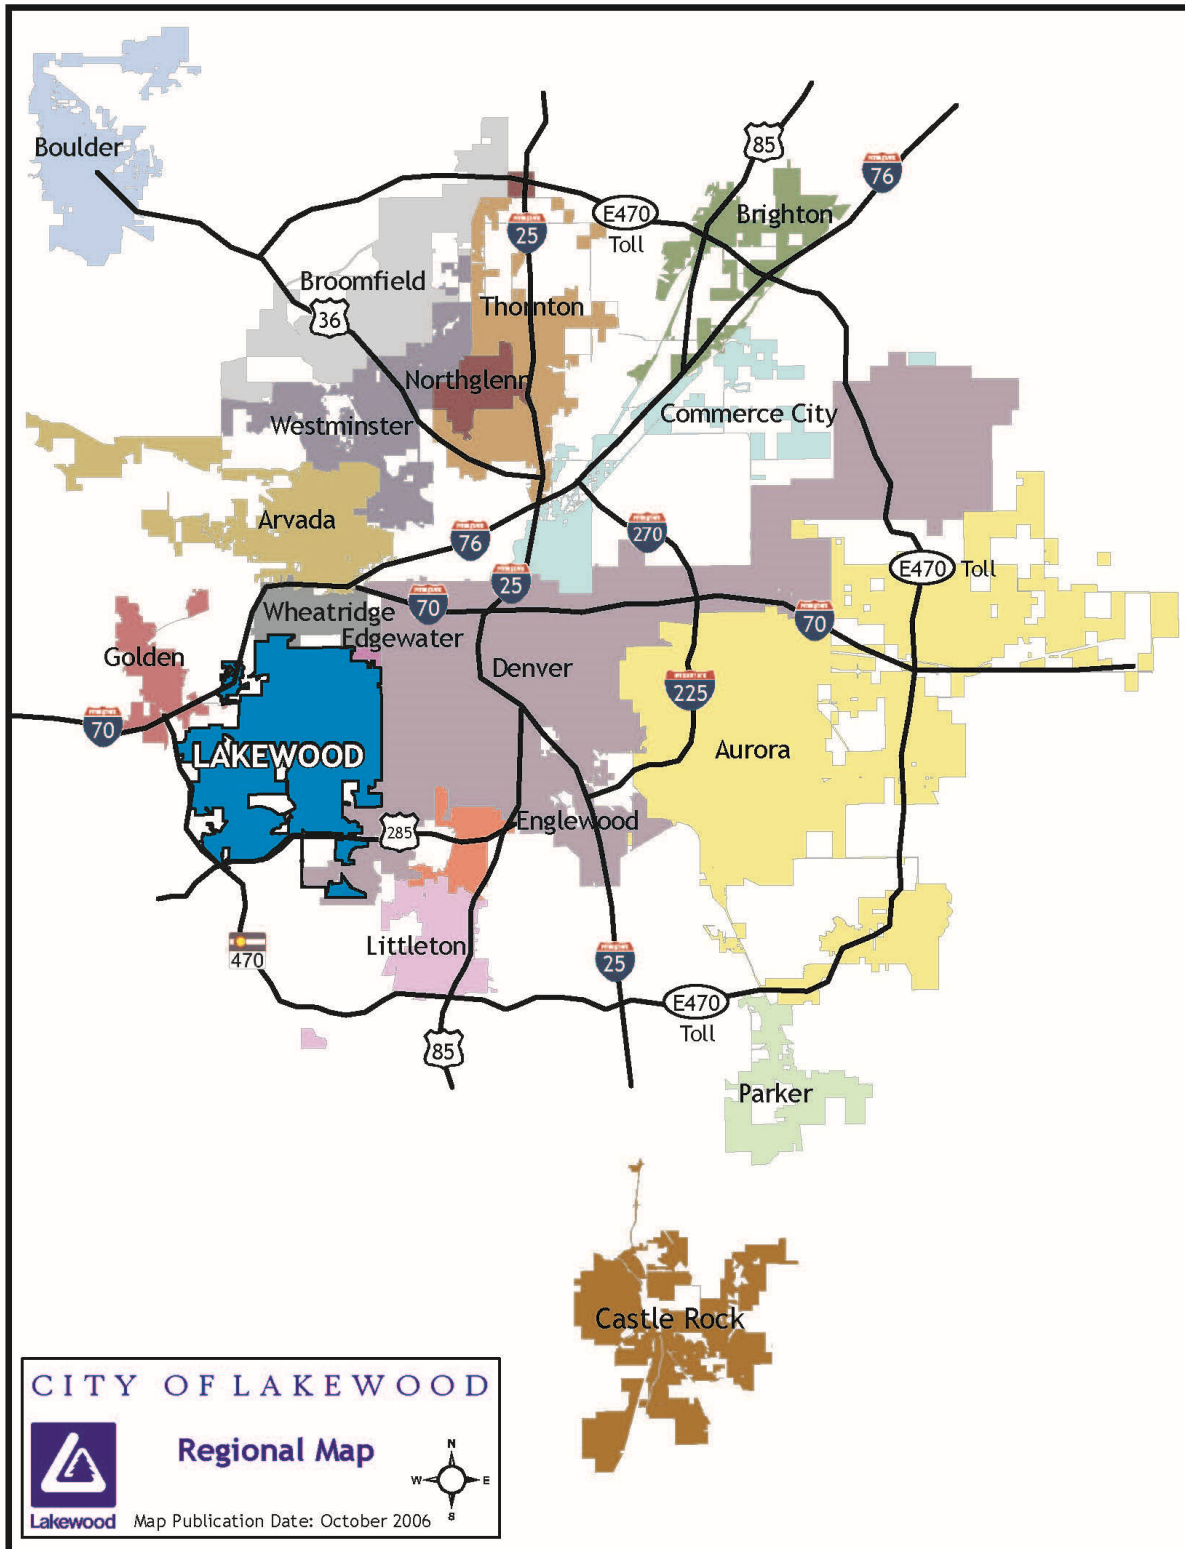 Boulder
85
76
Brighton
E470
Toll
25
Broomfield
Thornton
36
Northglenn
Commerce City
Westminster
Arvada
76
270
E470 Toll
25
70
Wheatridge
70
Edgewater
Golden
Denver
225
70
LAKEWOOD
Aurora
285
Englewood
Littleton
470
25
E470
Toll
85
Parker
Castle Rock
CITY OF LAKEWOOD
Regional Map
N
W E
S
Lakewood
Map Publication Date: October 2006